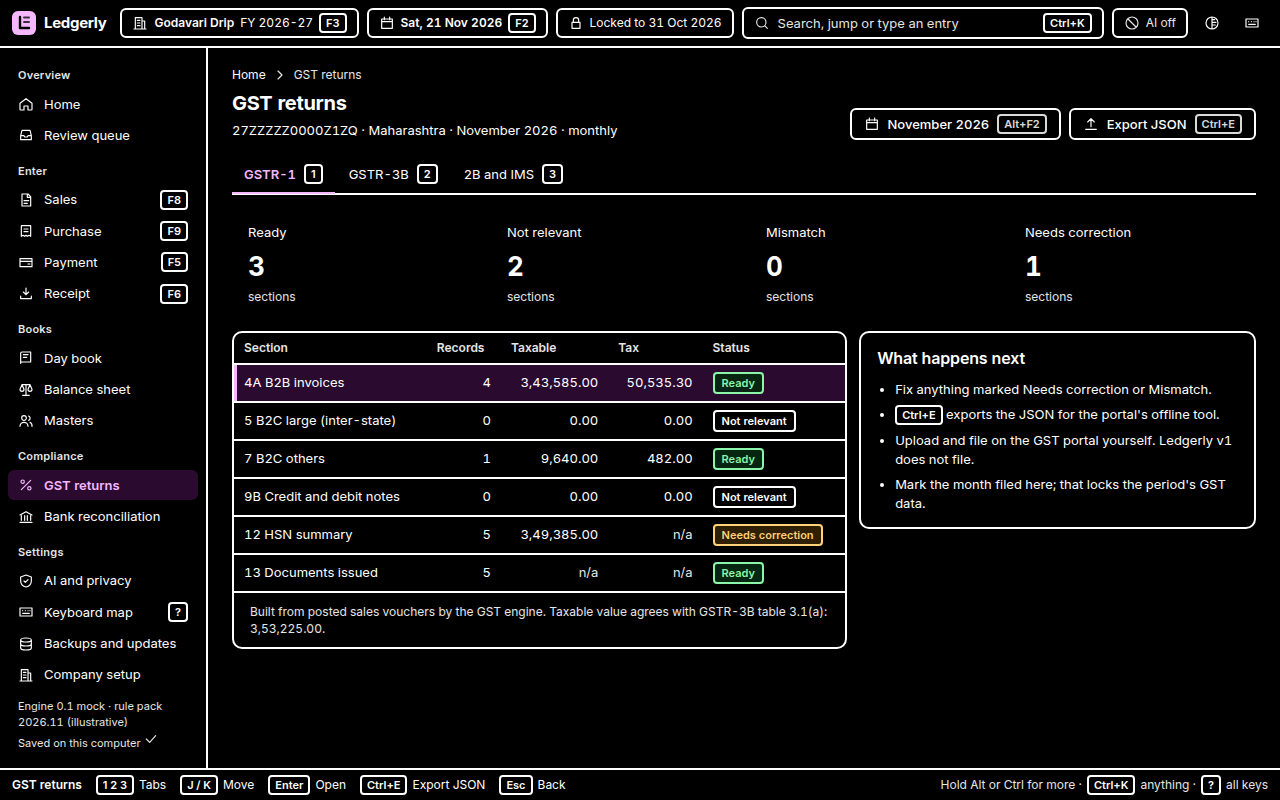 Ledgerly
Godavari Drip FY 2026-27 F3
Sat, 21 Nov 2026 F2
Locked to 31 Oct 2026
Search, jump or type an entry Ctrl+K
AI off
Overview
Home
Review queue
Enter
Sales F8
Purchase F9
Payment F5
Receipt F6
Books
Day book
Balance sheet
Masters
Compliance
GST returns
Bank reconciliation
Settings
AI and privacy
Keyboard map ?
Backups and updates
Company setup
Engine 0.1 mock · rule pack
2026.11 (illustrative)
Saved on this computer
Home GST returns
GST returns
27ZZZZZ0000Z1ZQ · Maharashtra · November 2026 · monthly
November 2026 Alt+F2
Export JSON Ctrl+E
GSTR-1 1 GSTR-3B 2 2B and IMS 3
Ready Not relevant Mismatch Needs correction
3 2 0 1
sections sections sections sections
Section Records Taxable Tax Status
4A B2B invoices 4 3,43,585.00 50,535.30 Ready
5 B2C large (inter-state) 0 0.00 0.00 Not relevant
7 B2C others 1 9,640.00 482.00 Ready
9B Credit and debit notes 0 0.00 0.00 Not relevant
12 HSN summary 5 3,49,385.00 n/a Needs correction
13 Documents issued 5 n/a n/a Ready
Built from posted sales vouchers by the GST engine. Taxable value agrees with GSTR-3B table 3.1(a):
3,53,225.00.
What happens next
• Fix anything marked Needs correction or Mismatch.
• Ctrl+E exports the JSON for the portal's offline tool.
• Upload and file on the GST portal yourself. Ledgerly v1
does not file.
• Mark the month filed here; that locks the period's GST
data.
GST returns 1 2 3 Tabs J / K Move Enter Open Ctrl+E Export JSON Esc Back
Hold Alt or Ctrl for more · Ctrl+K anything · ? all keys